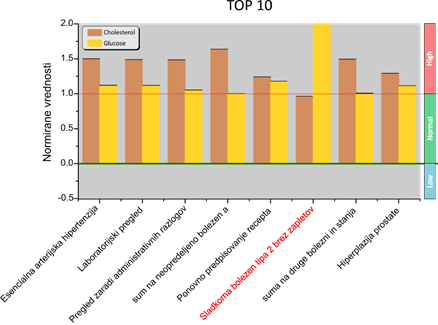 TOP 10
Cholesterol
Glucose
Normirane vrednosti
2.0
1.5
1.0
0.5
0.0
-0.5
High
Normal
Low
Esencialna arterijska hipertenzija
Laboratorijski pregled
Pregled zaradi administrativnih razlogov
sum na neopredeljeno bolezen a
Ponovno predpisovanje recepta
Sladkorna bolezen tipa 2 brez zapletov
suma na druge bolezni in stanja
Hiperplazija prostate